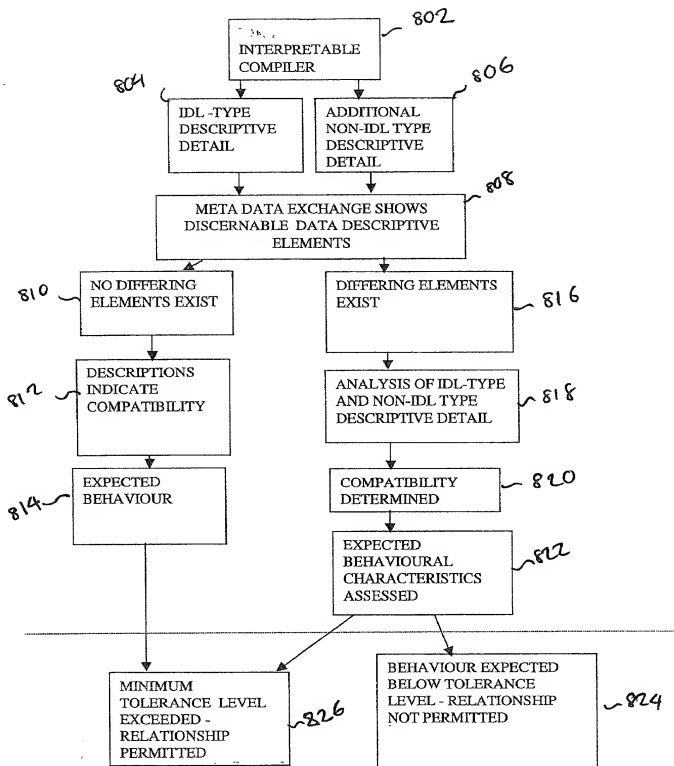 802
INTERPRETABLE
COMPILER
804
806
IDL -TYPE
DESCRIPTIVE
DETAIL
ADDITIONAL
NON-IDL TYPE
DESCRIPTIVE
DETAIL
808
META DATA EXCHANGE SHOWS
DISCERNABLE DATA DESCRIPTIVE
ELEMENTS
810
NO DIFFERING
ELEMENTS EXIST
DIFFERING ELEMENTS
EXIST
816
812
DESCRIPTIONS
INDICATE
COMPATIBILITY
ANALYSIS OF IDL-TYPE
AND NON-IDL TYPE
DESCRIPTIVE DETAIL
818
814
EXPECTED
BEHAVIOUR
COMPATIBILITY
DETERMINED
820
EXPECTED
BEHAVIOURAL
CHARACTERISTICS
ASSESSED
822
MINIMUM
TOLERANCE LEVEL
EXCEEDED -
RELATIONSHIP
PERMITTED
826
BEHAVIOUR EXPECTED
BELOW TOLERANCE
LEVEL - RELATIONSHIP
NOT PERMITTED
824